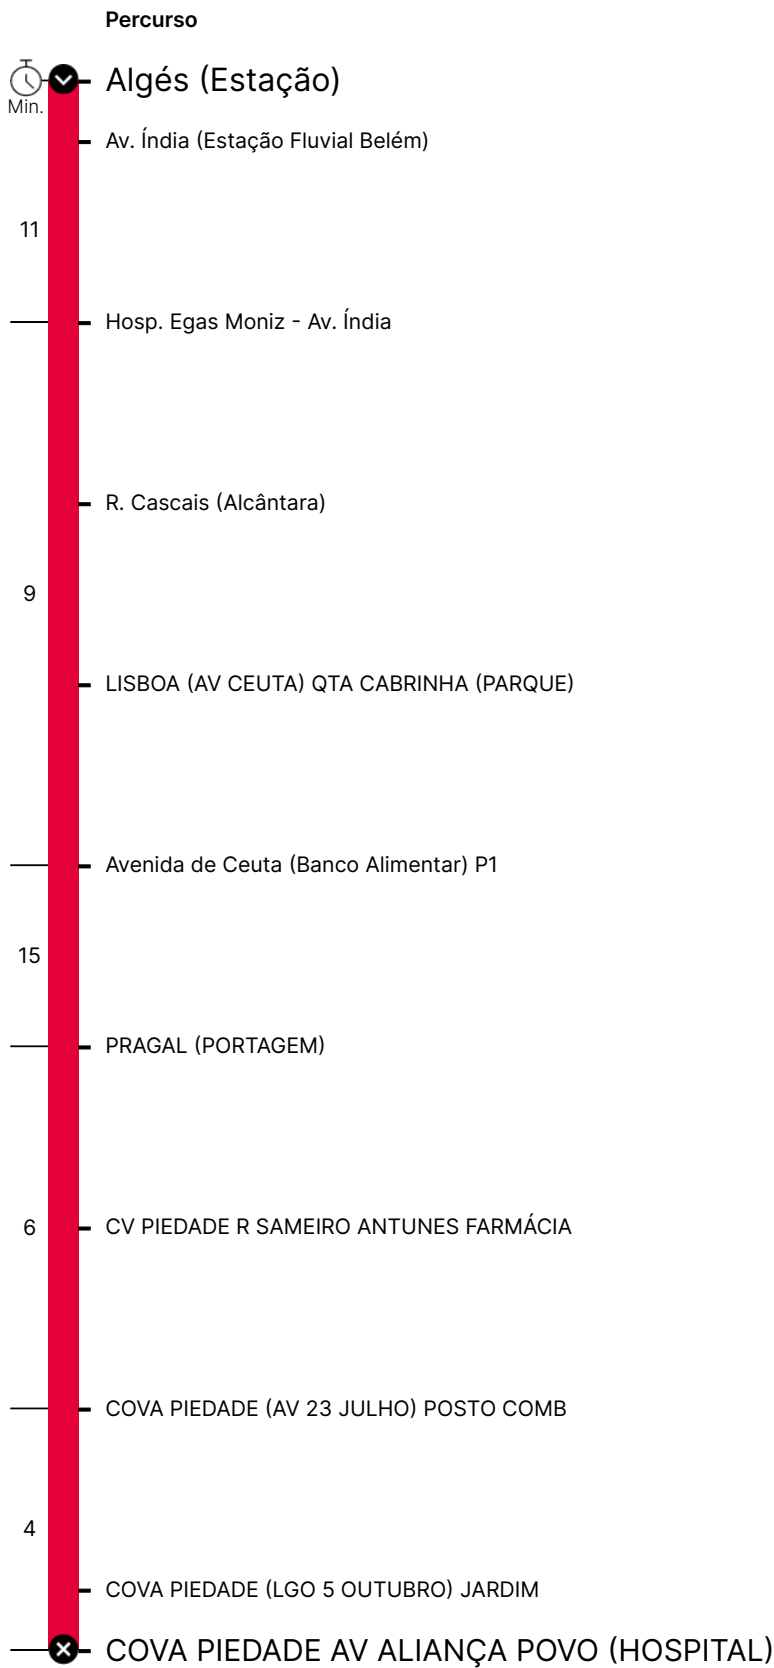 Percurso
Algés (Estação)
Min.
Av. Índia (Estação Fluvial Belém)
11
Hosp. Egas Moniz - Av. Índia
R. Cascais (Alcântara)
9
LISBOA (AV CEUTA) QTA CABRINHA (PARQUE)
Avenida de Ceuta (Banco Alimentar) P1
15
PRAGAL (PORTAGEM)
6
CV PIEDADE R SAMEIRO ANTUNES FARMÁCIA
COVA PIEDADE (AV 23 JULHO) POSTO COMB
4
COVA PIEDADE (LGO 5 OUTUBRO) JARDIM
COVA PIEDADE AV ALIANÇA POVO (HOSPITAL)